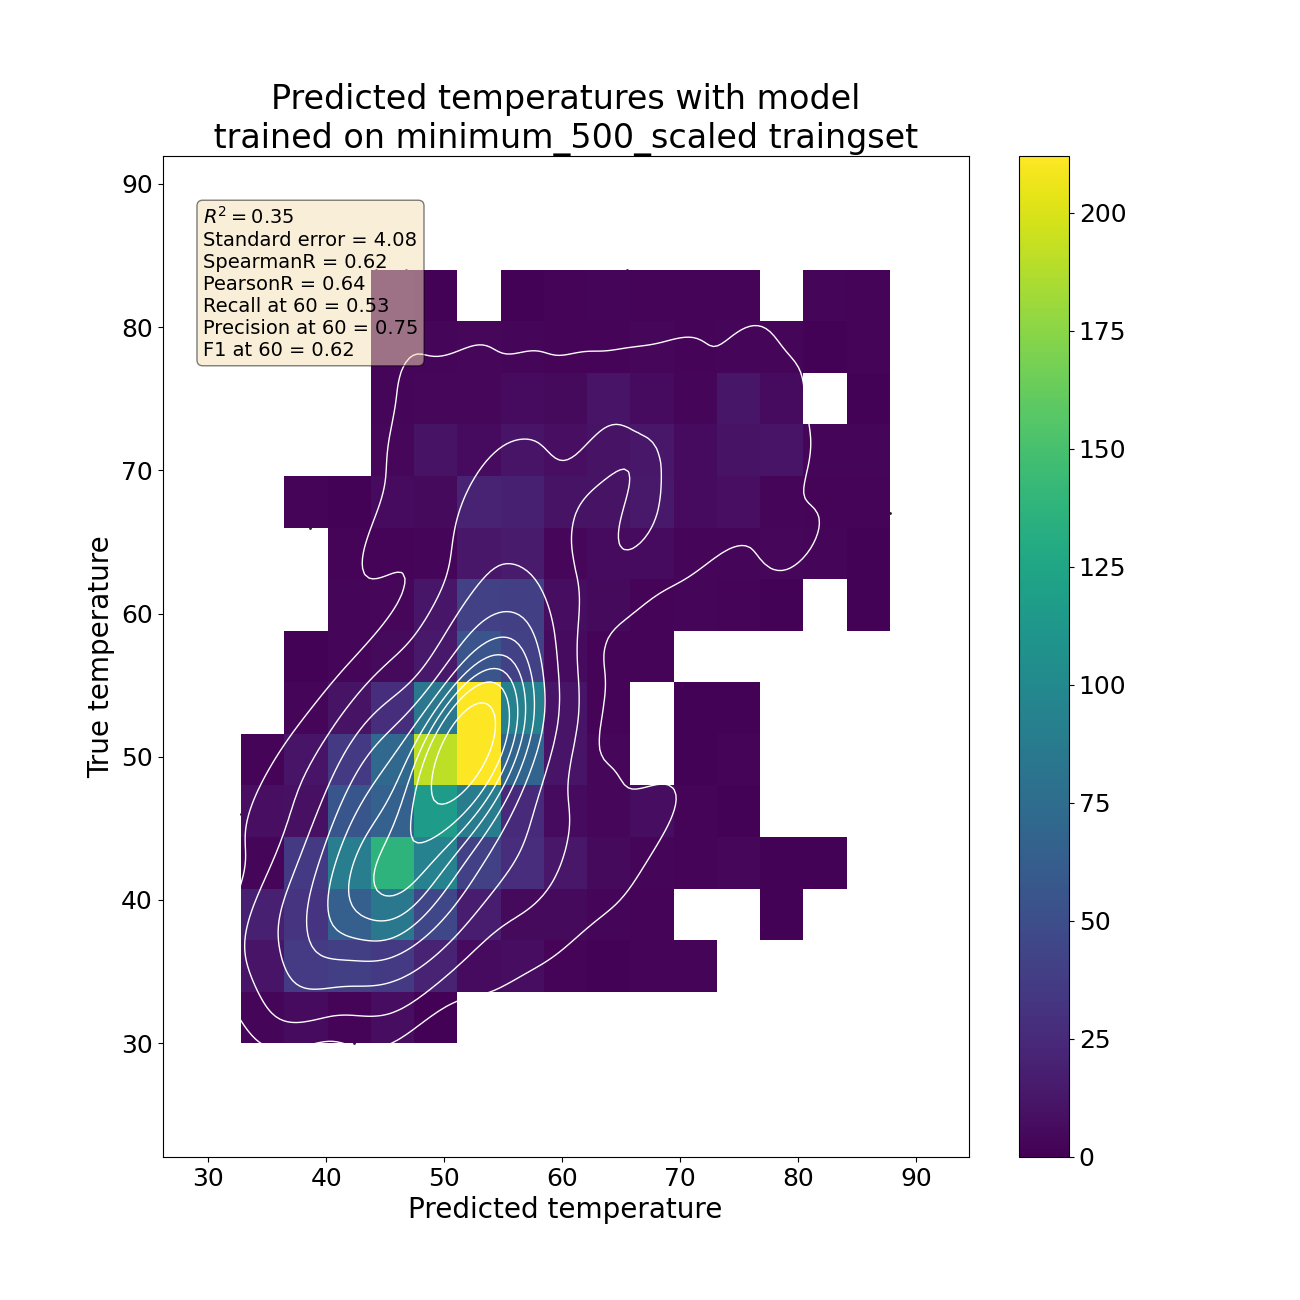 Predicted temperatures with model
trained on minimum_500_scaled traingset
R² = 0.35
Standard error = 4.08
SpearmanR = 0.62
PearsonR = 0.64
Recall at 60 = 0.53
Precision at 60 = 0.75
F1 at 60 = 0.62
True temperature
90
80
70
60
50
40
30
30 40 50 60 70 80 90
Predicted temperature
200
175
150
125
100
75
50
25
0